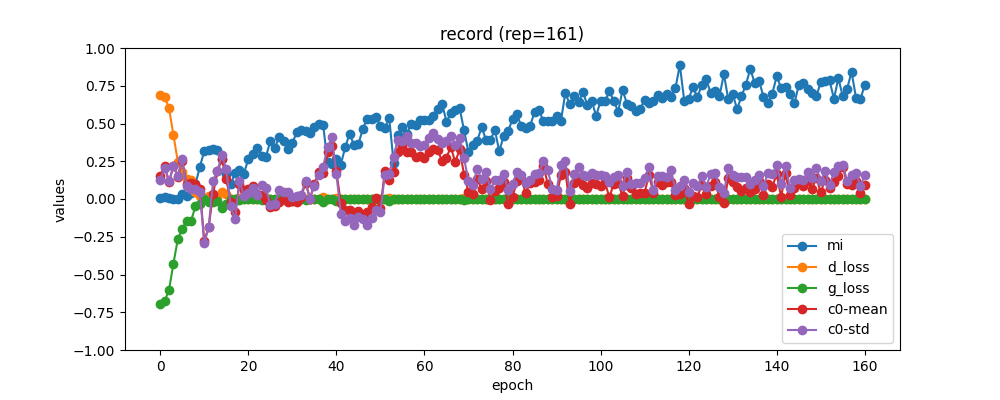 record (rep=161)
1.00
0.75
0.50
0.25
0.00
−0.25
−0.50
−0.75
−1.00
values
0 20 40 60 80 100 120 140 160
epoch
mi
d_loss
g_loss
c0-mean
c0-std